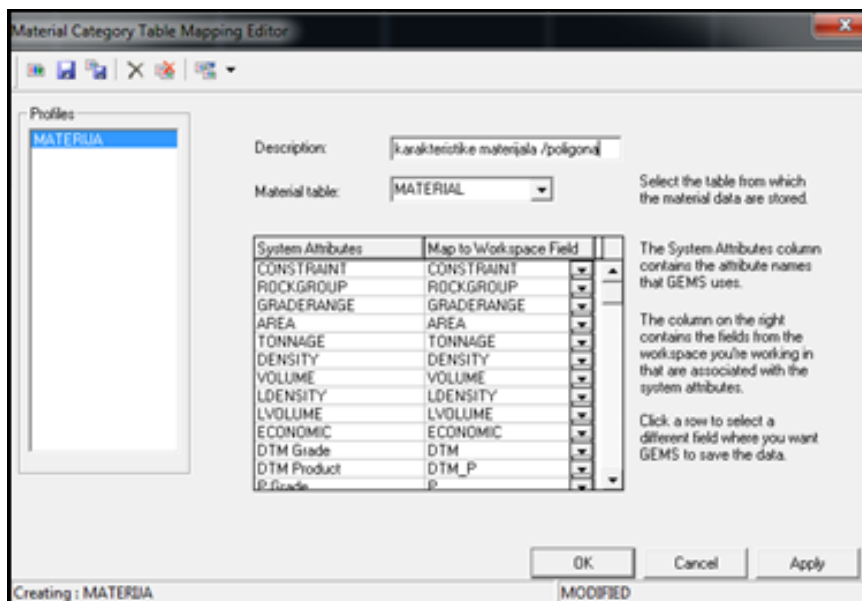 Material Category Table Mapping Editor
Profiles
MATERIJA
Description:
karakteristike materijala /poligona
Material table:
MATERIAL
Select the table from which
the material data are stored.
System Attributes Map to Workspace Field
CONSTRAINT CONSTRAINT
ROCKGROUP ROCKGROUP
GRADERANGE GRADERANGE
AREA AREA
TONNAGE TONNAGE
DENSITY DENSITY
VOLUME VOLUME
LDENSITY LDENSITY
LVOLUME LVOLUME
ECONOMIC ECONOMIC
DTM Grade DTM
DTM Product DTM_P
P Grade P
The System Attributes column
contains the attribute names
that GEMS uses.
The column on the right
contains the fields from the
workspace you're working in
that are associated with the
system attributes.
Click a row to select a
different field where you want
GEMS to save the data.
OK Cancel Apply
Creating : MATERIJA MODIFIED